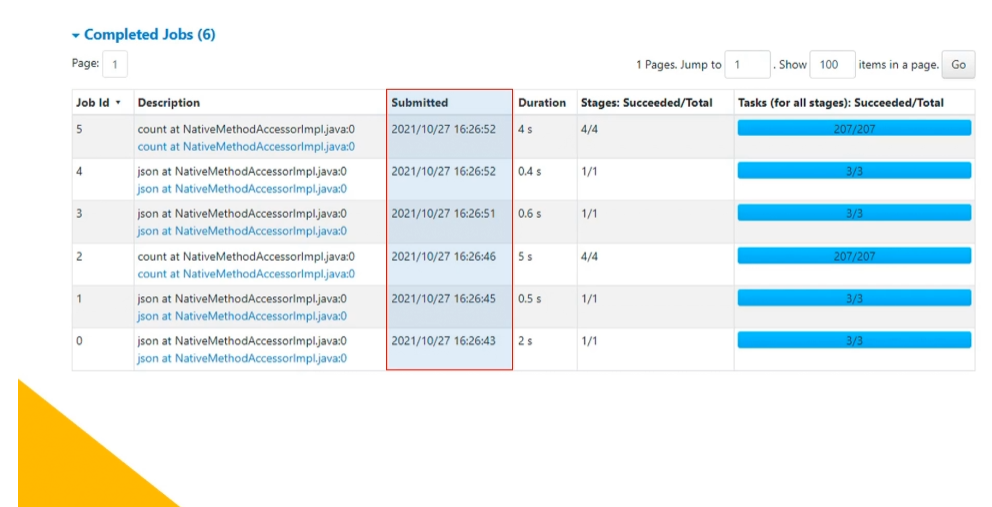 Completed Jobs (6)
Page: 1
1 Pages. Jump to 1 . Show 100 items in a page. Go
Job Id Description Submitted Duration Stages: Succeeded/Total Tasks (for all stages): Succeeded/Total
5 count at NativeMethodAccessorImpl.java:0 2021/10/27 16:26:52 4 s 4/4 207/207
count at NativeMethodAccessorImpl.java:0
4 json at NativeMethodAccessorImpl.java:0 2021/10/27 16:26:52 0.4 s 1/1 3/3
json at NativeMethodAccessorImpl.java:0
3 json at NativeMethodAccessorImpl.java:0 2021/10/27 16:26:51 0.6 s 1/1 3/3
json at NativeMethodAccessorImpl.java:0
2 count at NativeMethodAccessorImpl.java:0 2021/10/27 16:26:46 5 s 4/4 207/207
count at NativeMethodAccessorImpl.java:0
1 json at NativeMethodAccessorImpl.java:0 2021/10/27 16:26:45 0.5 s 1/1 3/3
json at NativeMethodAccessorImpl.java:0
0 json at NativeMethodAccessorImpl.java:0 2021/10/27 16:26:43 2 s 1/1 3/3
json at NativeMethodAccessorImpl.java:0